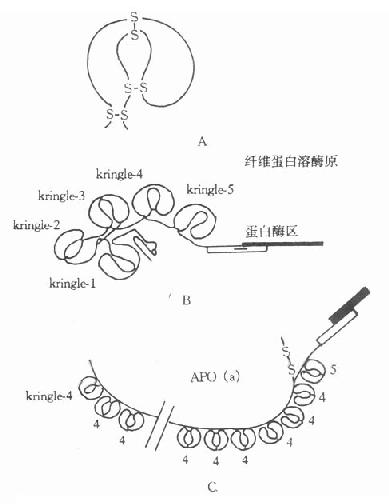 S
S
S-S
S-S
A
纤维蛋白溶酶原
kringle-4
kringle-3
kringle-5
kringle-2
蛋白酶区
kringle-1
B
APO (a)
S
S
5
kringle-4
4
4
4
4
4
4
4
4
4
C